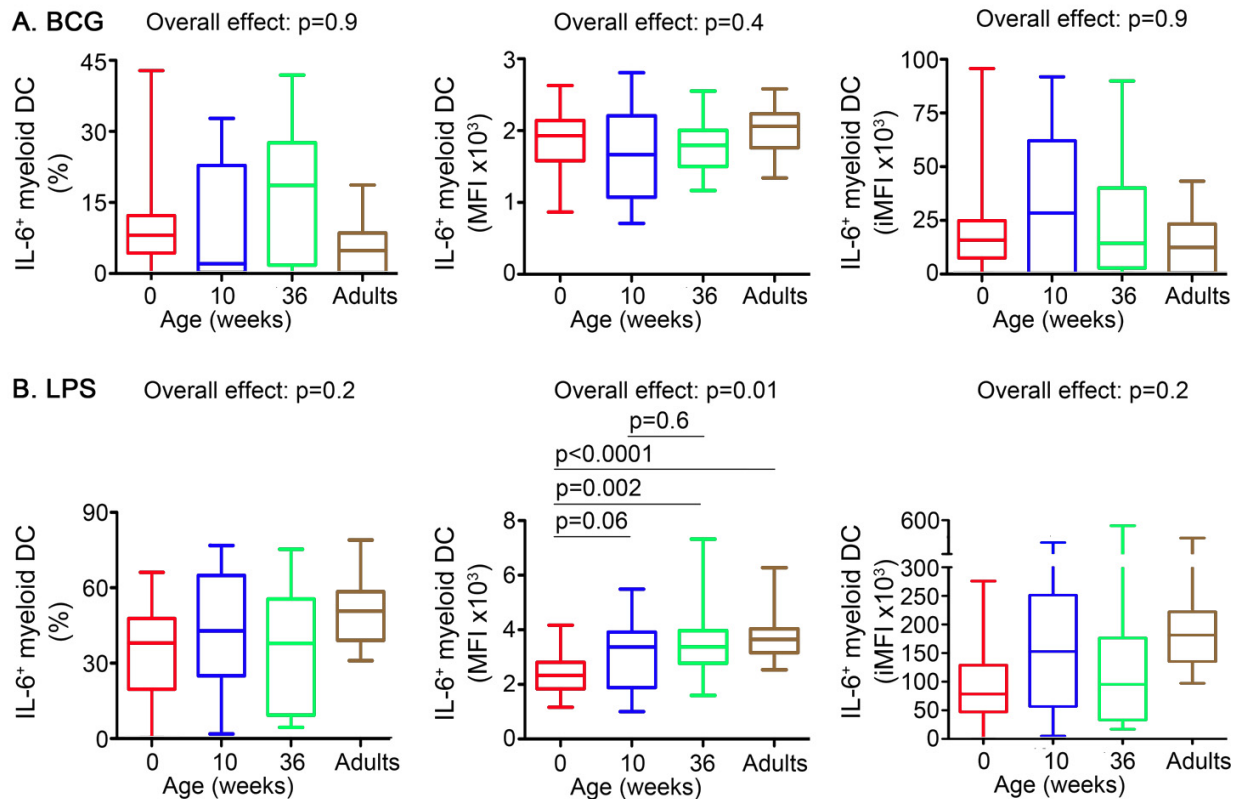 A. BCG
Overall effect: p=0.9
Overall effect: p=0.4
Overall effect: p=0.9
IL-6⁺ myeloid DC
(%)
45
30
15
0
0
10
36
Adults
Age (weeks)
IL-6⁺ myeloid DC
(MFI x10³)
3
2
1
0
0
10
36
Adults
Age (weeks)
IL-6⁺ myeloid DC
(iMFI x10³)
100
75
50
25
0
0
10
36
Adults
Age (weeks)
B. LPS
Overall effect: p=0.2
Overall effect: p=0.01
Overall effect: p=0.2
IL-6⁺ myeloid DC
(%)
90
60
30
0
0
10
36
Adults
Age (weeks)
p=0.6
p<0.0001
p=0.002
p=0.06
IL-6⁺ myeloid DC
(MFI x10³)
8
6
4
2
0
0
10
36
Adults
Age (weeks)
IL-6⁺ myeloid DC
(iMFI x10³)
600
300
250
200
150
100
50
0
0
10
36
Adults
Age (weeks)